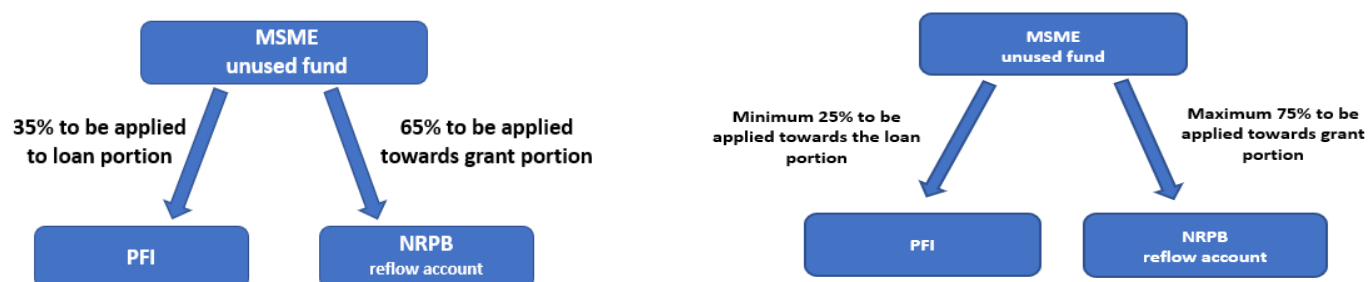 MSME
unused fund
35% to be applied
to loan portion
65% to be applied
towards grant portion
PFI
NRPB
reflow account
MSME
unused fund
Minimum 25% to be
applied towards the loan
portion
Maximum 75% to be
applied towards grant
portion
PFI
NRPB
reflow account